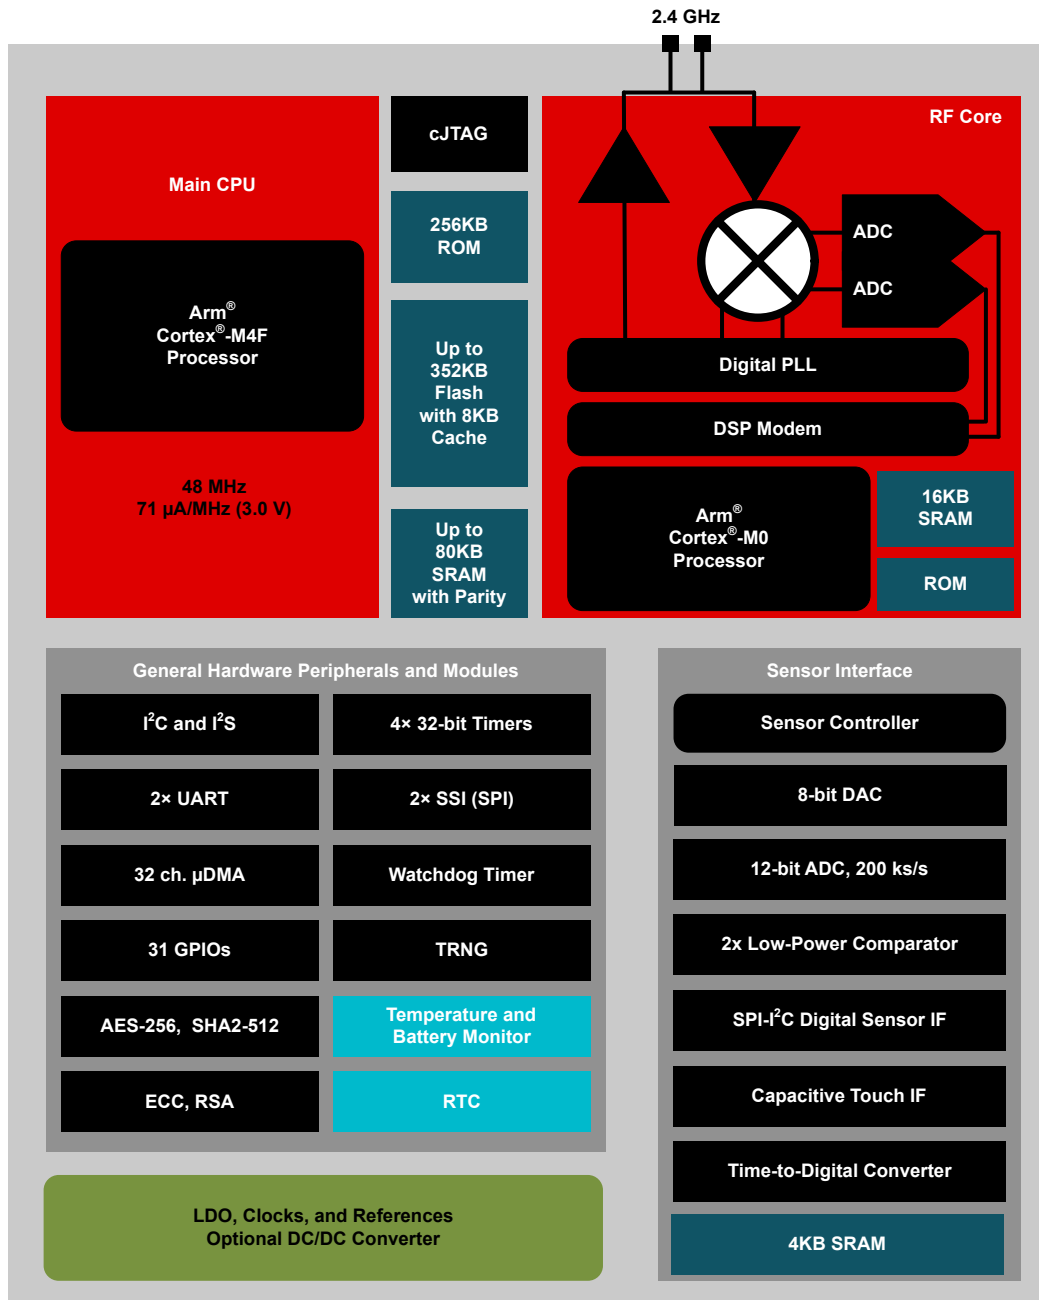 2.4 GHz
Main CPU
Arm®
Cortex®-M4F
Processor
48 MHz
71 µA/MHz (3.0 V)
cJTAG
256KB
ROM
Up to
352KB
Flash
with 8KB
Cache
Up to
80KB
SRAM
with Parity
RF Core
ADC
ADC
Digital PLL
DSP Modem
Arm®
Cortex®-M0
Processor
16KB
SRAM
ROM
General Hardware Peripherals and Modules
I²C and I²S
4× 32-bit Timers
2× UART
2× SSI (SPI)
32 ch. µDMA
Watchdog Timer
31 GPIOs
TRNG
AES-256, SHA2-512
Temperature and
Battery Monitor
ECC, RSA
RTC
LDO, Clocks, and References
Optional DC/DC Converter
Sensor Interface
Sensor Controller
8-bit DAC
12-bit ADC, 200 ks/s
2x Low-Power Comparator
SPI-I²C Digital Sensor IF
Capacitive Touch IF
Time-to-Digital Converter
4KB SRAM